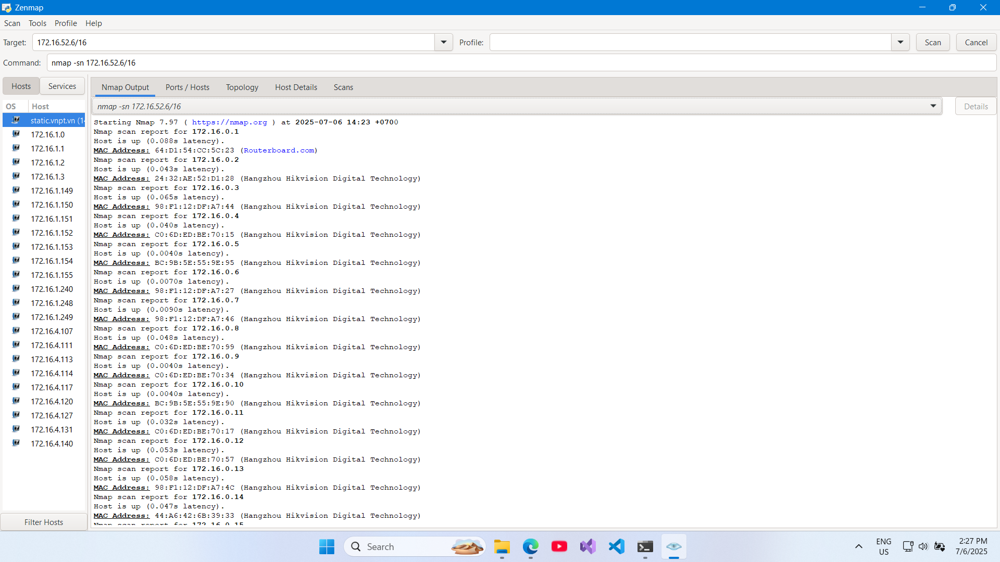 Zenmap
Scan Tools Profile Help
Target: 172.16.52.6/16 Profile: Scan Cancel
Command: nmap -sn 172.16.52.6/16
Hosts Services
Nmap Output Ports / Hosts Topology Host Details Scans
OS Host
nmap -sn 172.16.52.6/16 Details
static.vnpt.vn (14
172.16.1.0
172.16.1.1
172.16.1.2
172.16.1.3
172.16.1.149
172.16.1.150
172.16.1.151
172.16.1.152
172.16.1.153
172.16.1.154
172.16.1.155
172.16.1.240
172.16.1.248
172.16.1.249
172.16.4.107
172.16.4.111
172.16.4.113
172.16.4.114
172.16.4.117
172.16.4.120
172.16.4.127
172.16.4.131
172.16.4.140
Filter Hosts
Starting Nmap 7.97 ( https://nmap.org ) at 2025-07-06 14:23 +0700
Nmap scan report for 172.16.0.1
Host is up (0.088s latency).
MAC Address: 64:D1:54:CC:5C:23 (Routerboard.com)
Nmap scan report for 172.16.0.2
Host is up (0.043s latency).
MAC Address: 24:32:AE:52:D1:28 (Hangzhou Hikvision Digital Technology)
Nmap scan report for 172.16.0.3
Host is up (0.065s latency).
MAC Address: 98:F1:12:DF:A7:44 (Hangzhou Hikvision Digital Technology)
Nmap scan report for 172.16.0.4
Host is up (0.040s latency).
MAC Address: C0:6D:ED:BE:70:15 (Hangzhou Hikvision Digital Technology)
Nmap scan report for 172.16.0.5
Host is up (0.0040s latency).
MAC Address: BC:9B:5E:55:9E:95 (Hangzhou Hikvision Digital Technology)
Nmap scan report for 172.16.0.6
Host is up (0.0070s latency).
MAC Address: 98:F1:12:DF:A7:27 (Hangzhou Hikvision Digital Technology)
Nmap scan report for 172.16.0.7
Host is up (0.0090s latency).
MAC Address: 98:F1:12:DF:A7:46 (Hangzhou Hikvision Digital Technology)
Nmap scan report for 172.16.0.8
Host is up (0.048s latency).
MAC Address: C0:6D:ED:BE:70:99 (Hangzhou Hikvision Digital Technology)
Nmap scan report for 172.16.0.9
Host is up (0.0040s latency).
MAC Address: C0:6D:ED:BE:70:34 (Hangzhou Hikvision Digital Technology)
Nmap scan report for 172.16.0.10
Host is up (0.0040s latency).
MAC Address: BC:9B:5E:55:9E:90 (Hangzhou Hikvision Digital Technology)
Nmap scan report for 172.16.0.11
Host is up (0.032s latency).
MAC Address: C0:6D:ED:BE:70:17 (Hangzhou Hikvision Digital Technology)
Nmap scan report for 172.16.0.12
Host is up (0.053s latency).
MAC Address: C0:6D:ED:BE:70:57 (Hangzhou Hikvision Digital Technology)
Nmap scan report for 172.16.0.13
Host is up (0.058s latency).
MAC Address: 98:F1:12:DF:A7:4C (Hangzhou Hikvision Digital Technology)
Nmap scan report for 172.16.0.14
Host is up (0.047s latency).
MAC Address: 44:A6:42:6B:39:33 (Hangzhou Hikvision Digital Technology)
Nmap scan report for 172.16.0.15
Search
ENG
US
2:27 PM
7/6/2025